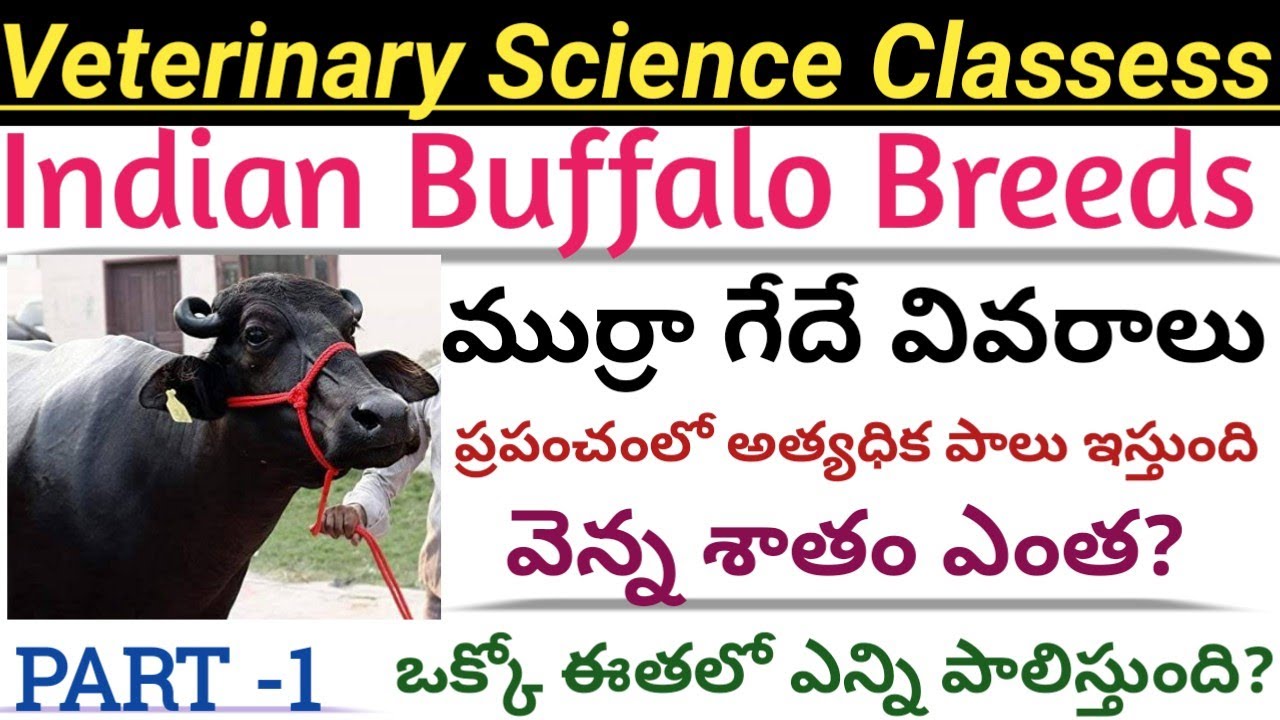 Veterinary Science Classess
Indian Buffalo Breeds
ముర్రా గేదే వివరాలు
ప్రపంచంలో అత్యధిక పాలు ఇస్తుంది
వెన్న శాతం ఎంత?
PART -1
ఒక్కో ఈతలో ఎన్ని పాలిస్తుంది?